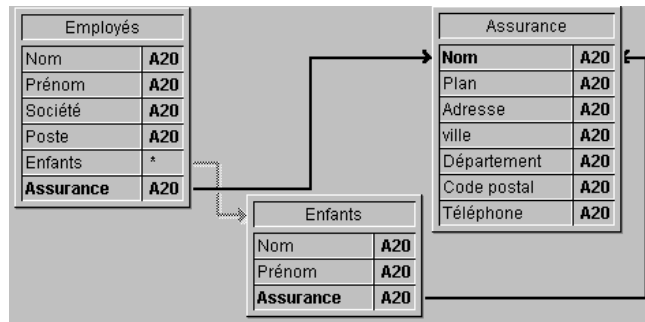 Employés
Nom A20
Prénom A20
Société A20
Poste A20
Enfants *
Assurance A20
Enfants
Nom A20
Prénom A20
Assurance A20
Assurance
Nom A20
Plan A20
Adresse A20
ville A20
Département A20
Code postal A20
Téléphone A20